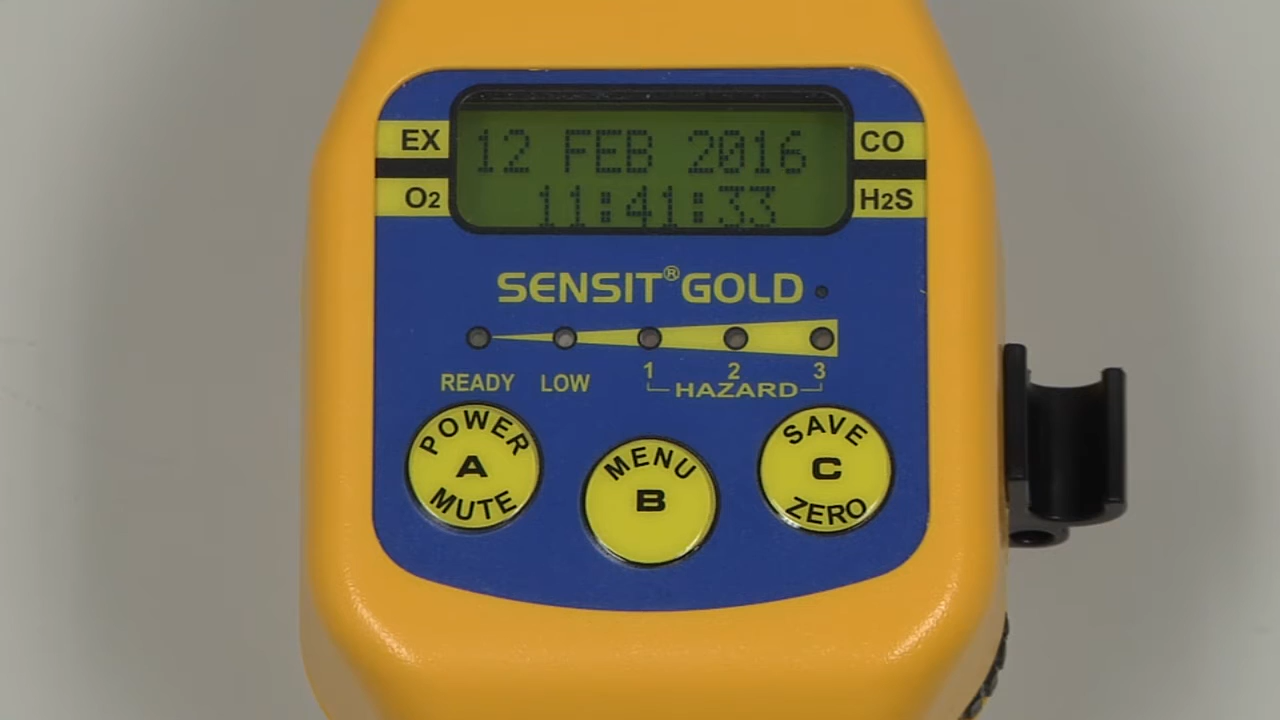 EX
12 FEB 2016
CO
O2
11:41:33
H2S
SENSIT® GOLD
READY LOW 1 2 3
HAZARD
POWER
A
MUTE
MENU
B
SAVE
C
ZERO